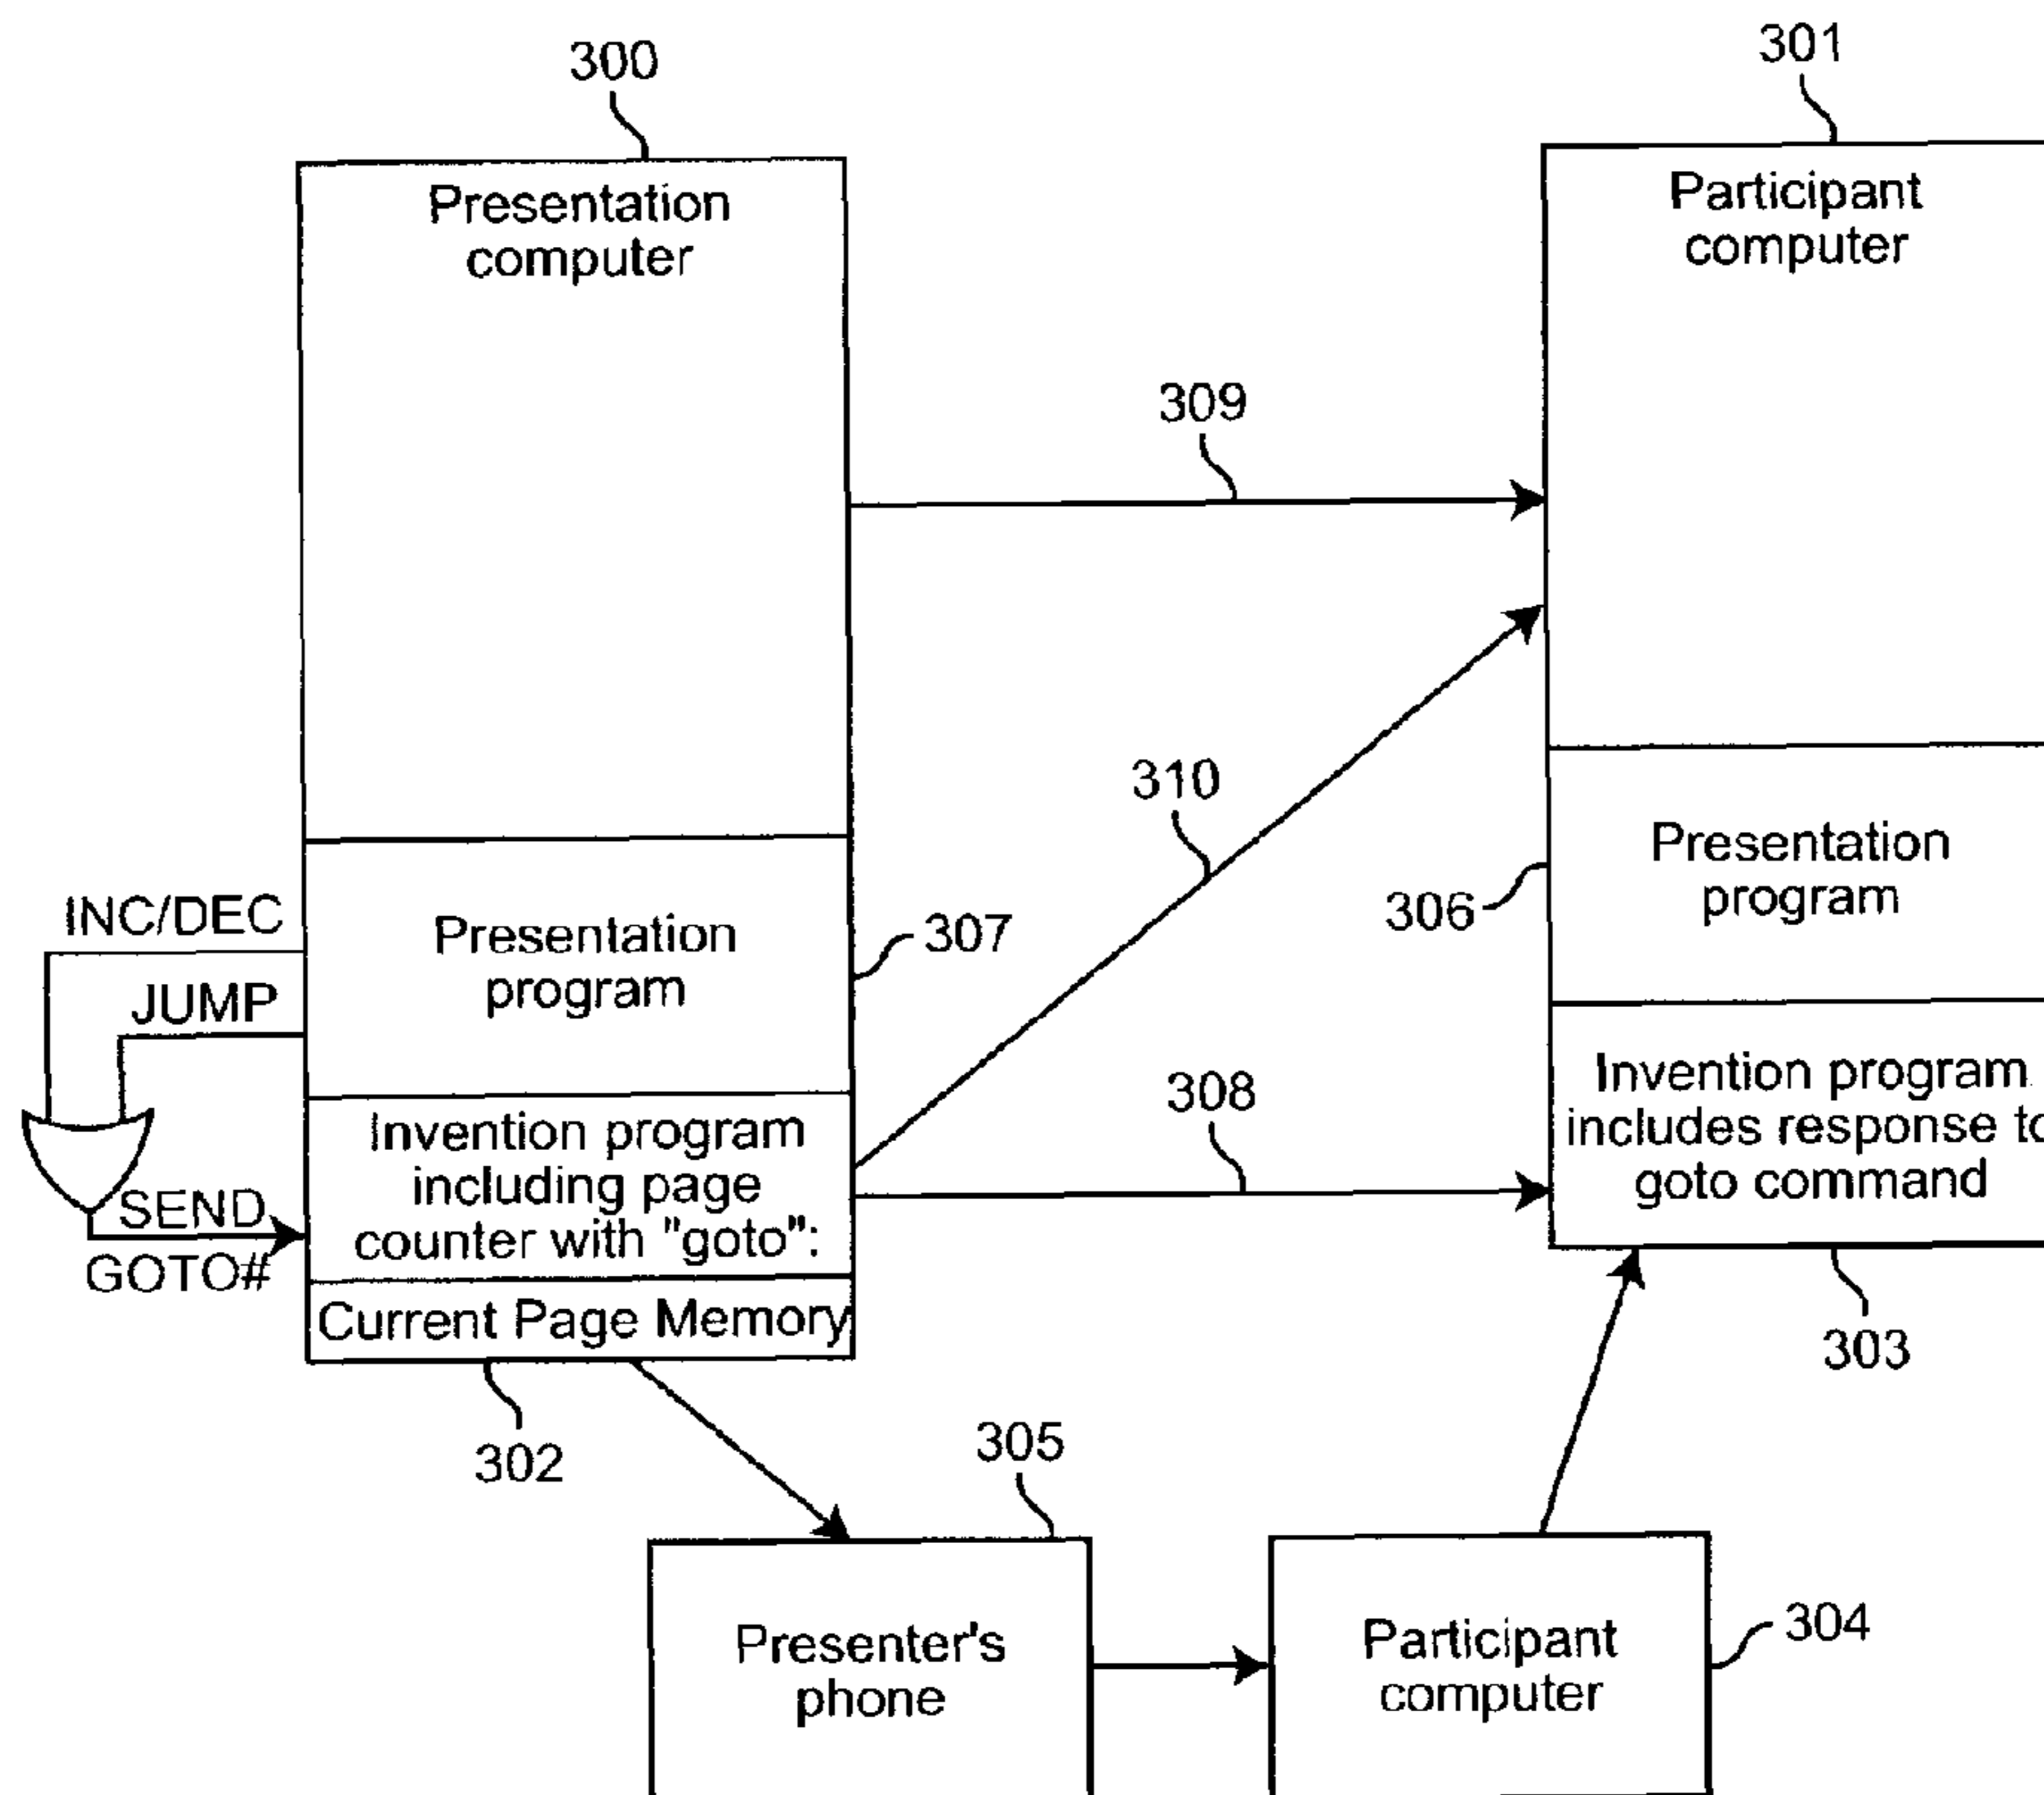 300
301
Presentation
computer
Participant
computer
309
310
Presentation
program
306
INC/DEC
JUMP
Presentation
program
307
308
Invention program
includes response to
goto command
Invention program
including page
counter with "goto":
SEND
GOTO#
Current Page Memory
302
303
305
Presenter's
phone
Participant
computer
304